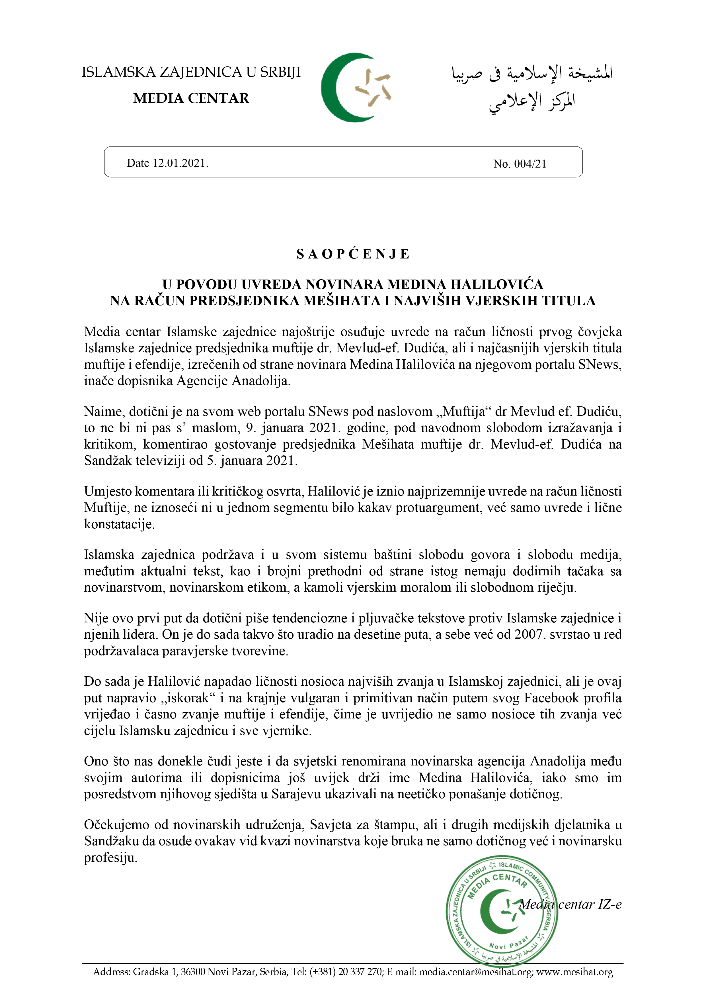 ISLAMSKA ZAJEDNICA U SRBIJI
MEDIA CENTAR
المشيخة الإسلامية فى صربيا
المركز الإعلامي
Date 12.01.2021.
No. 004/21
S A O P Ć E N J E
U POVODU UVREDA NOVINARA MEDINA HALILOVIĆA
NA RAČUN PREDSJEDNIKA MEŠIHATA I NAJVIŠIH VJERSKIH TITULA
Media centar Islamske zajednice najoštrije osuđuje uvrede na račun ličnosti prvog čovjeka
Islamske zajednice predsjednika muftije dr. Mevlud-ef. Dudića, ali i najčasnijih vjerskih titula
muftije i efendije, izrečenih od strane novinara Medina Halilovića na njegovom portalu SNews,
inače dopisnika Agencije Anadolija.
Naime, dotični je na svom web portalu SNews pod naslovom „Muftija“ dr Mevlud ef. Dudiću,
to ne bi ni pas s’ maslom, 9. januara 2021. godine, pod navodnom slobodom izražavanja i
kritikom, komentirao gostovanje predsjednika Mešihata muftije dr. Mevlud-ef. Dudića na
Sandžak televiziji od 5. januara 2021.
Umjesto komentara ili kritičkog osvrta, Halilović je iznio najprizemnije uvrede na račun ličnosti
Muftije, ne iznoseći ni u jednom segmentu bilo kakav protuargument, već samo uvrede i lične
konstatacije.
Islamska zajednica podržava i u svom sistemu baštini slobodu govora i slobodu medija,
međutim aktualni tekst, kao i brojni prethodni od strane istog nemaju dodirnih tačaka sa
novinarstvom, novinarskom etikom, a kamoli vjerskim moralom ili slobodnom riječju.
Nije ovo prvi put da dotični piše tendenciozne i pljuvačke tekstove protiv Islamske zajednice i
njenih lidera. On je do sada takvo što uradio na desetine puta, a sebe već od 2007. svrstao u red
podržavalaca paravjerske tvorevine.
Do sada je Halilović napadao ličnosti nosioca najviših zvanja u Islamskoj zajednici, ali je ovaj
put napravio „iskorak“ i na krajnje vulgaran i primitivan način putem svog Facebook profila
vrijeđao i časno zvanje muftije i efendije, čime je uvrijedio ne samo nosioce tih zvanja već
cijelu Islamsku zajednicu i sve vjernike.
Ono što nas donekle čudi jeste i da svjetski renomirana novinarska agencija Anadolija među
svojim autorima ili dopisnicima još uvijek drži ime Medina Halilovića, iako smo im
posredstvom njihovog sjedišta u Sarajevu ukazivali na neetičko ponašanje dotičnog.
Očekujemo od novinarskih udruženja, Savjeta za štampu, ali i drugih medijskih djelatnika u
Sandžaku da osude ovakav vid kvazi novinarstva koje bruka ne samo dotičnog već i novinarsku
profesiju.
Media centar IZ-e
ISLAMSKA ZAJEDNICA U SRBIJI
ISLAMIC COMMUNITY IN SERBIA
المشيخة الإسلامية في صربيا
MEDIA CENTAR
Novi Pazar
Address: Gradska 1, 36300 Novi Pazar, Serbia, Tel: (+381) 20 337 270; E-mail: media.centar@mesihat.org; www.mesihat.org